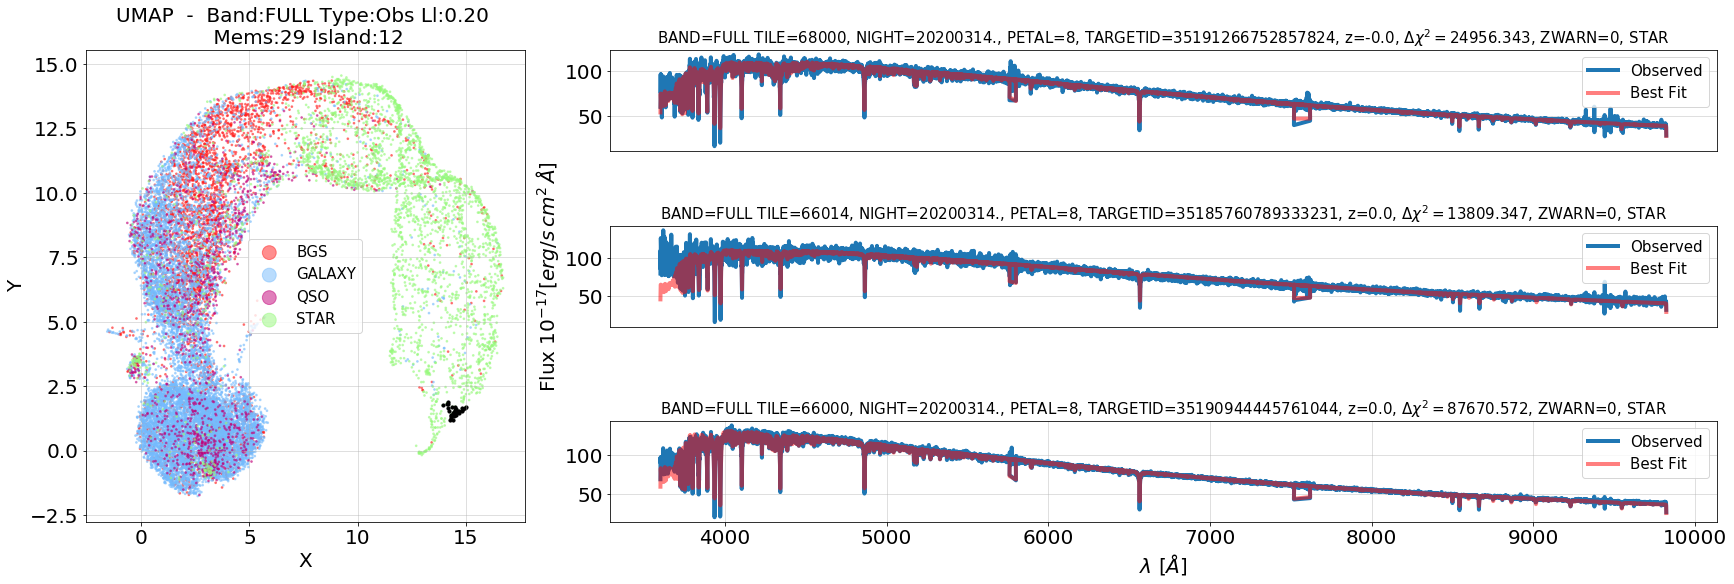 UMAP - Band:FULL Type:Obs Ll:0.20
Mems:29 Island:12
15.0
12.5
10.0
7.5
5.0
2.5
0.0
−2.5
Y
0
5
10
15
X
BGS
GALAXY
QSO
STAR
Flux 10⁻¹⁷[erg/s cm² Å]
BAND=FULL TILE=68000, NIGHT=20200314., PETAL=8, TARGETID=35191266752857824, z=-0.0, Δχ² = 24956.343, ZWARN=0, STAR
100
50
Observed
Best Fit
BAND=FULL TILE=66014, NIGHT=20200314., PETAL=8, TARGETID=35185760789333231, z=0.0, Δχ² = 13809.347, ZWARN=0, STAR
100
50
Observed
Best Fit
BAND=FULL TILE=66000, NIGHT=20200314., PETAL=8, TARGETID=35190944445761044, z=0.0, Δχ² = 87670.572, ZWARN=0, STAR
100
50
Observed
Best Fit
4000
5000
6000
7000
8000
9000
10000
λ [Å]